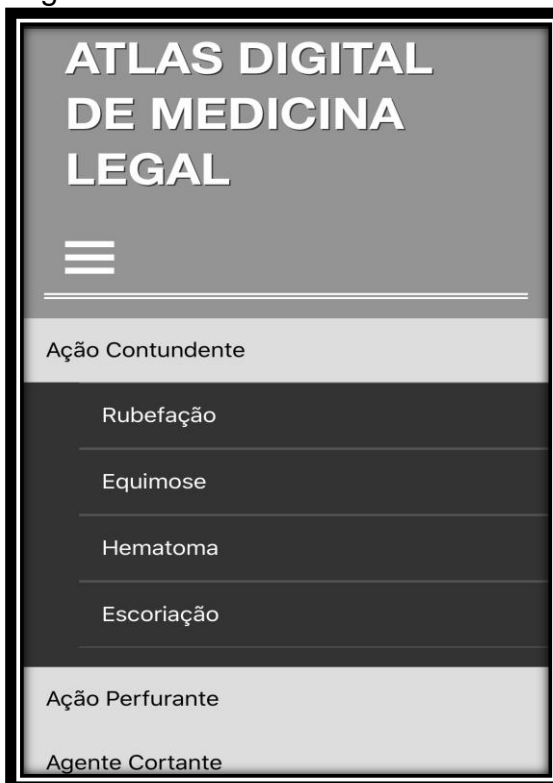 ATLAS DIGITAL
DE MEDICINA
LEGAL
Ação Contundente
Rubefação
Equimose
Hematoma
Escoriação
Ação Perfurante
Agente Cortante